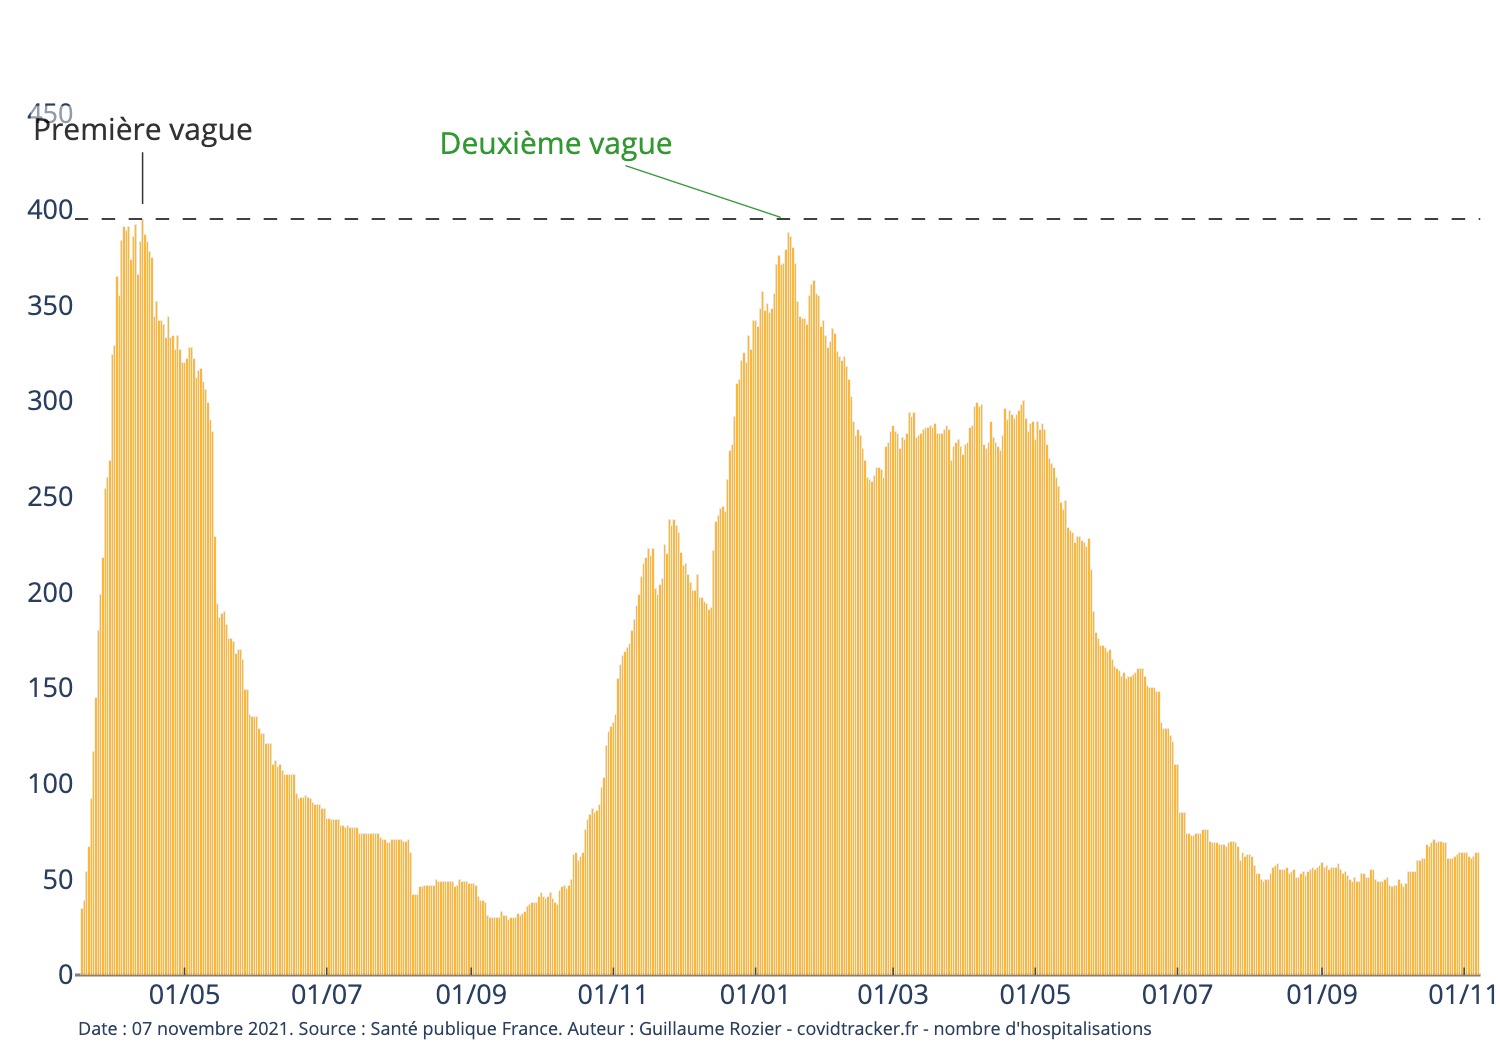 450
Première vague
Deuxième vague
400
350
300
250
200
150
100
50
0
01/05 01/07 01/09 01/11 01/01 01/03 01/05 01/07 01/09 01/11
Date : 07 novembre 2021. Source : Santé publique France. Auteur : Guillaume Rozier - covidtracker.fr - nombre d'hospitalisations